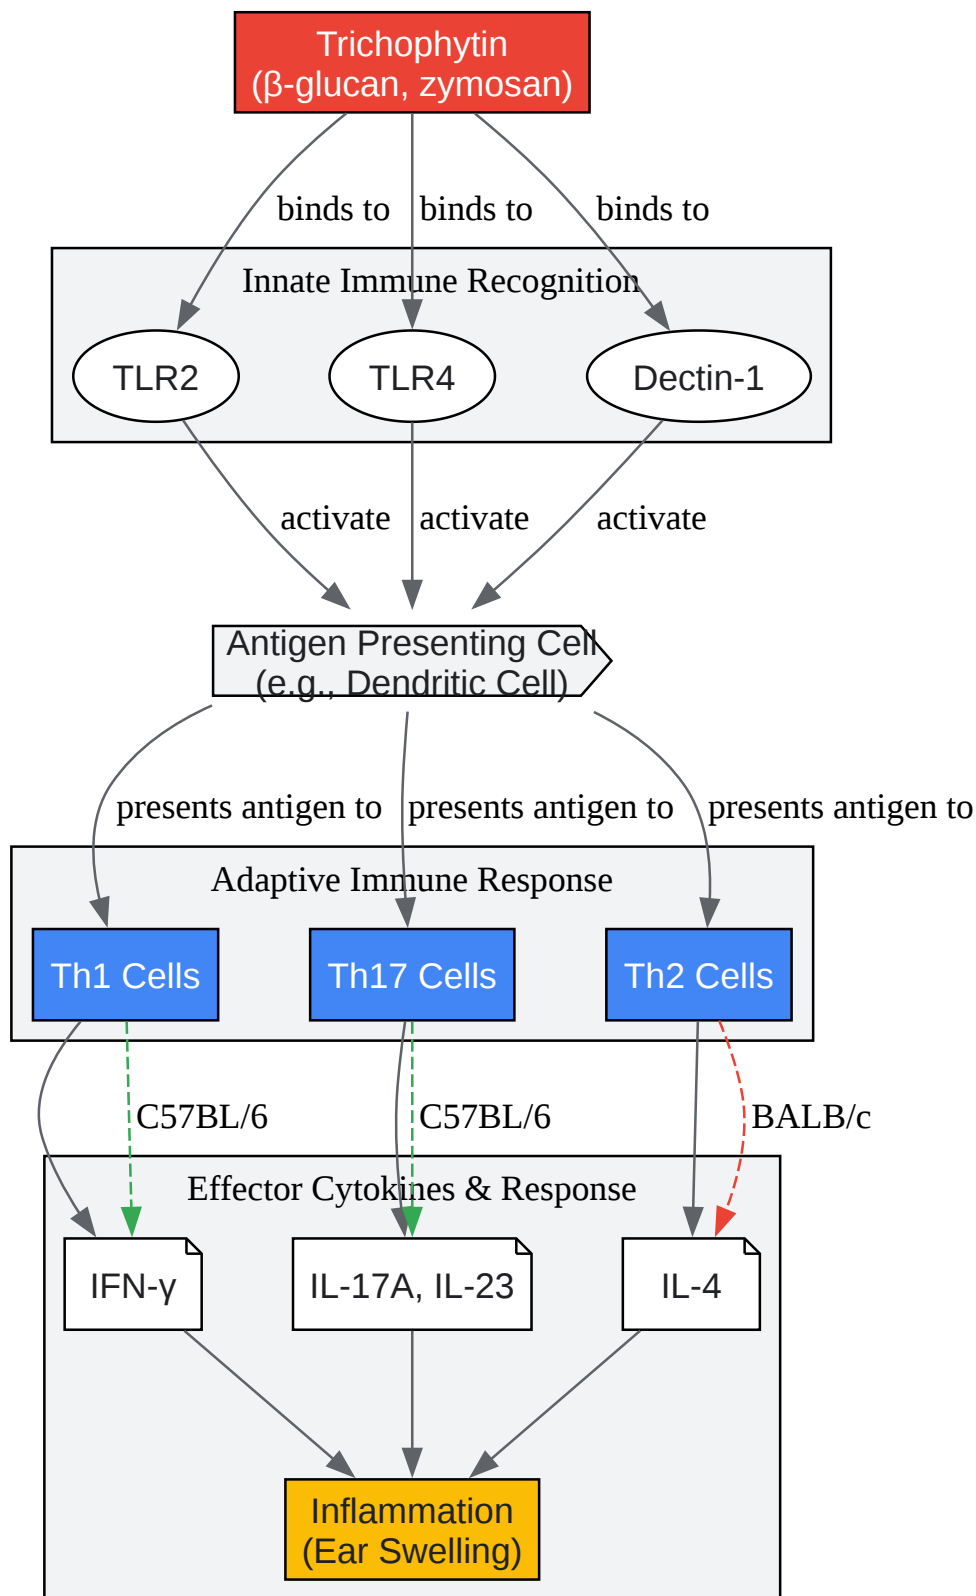 Trichophytin
(β-glucan, zymosan)
binds to
binds to
binds to
Innate Immune Recognition
TLR2
TLR4
Dectin-1
activate
activate
activate
Antigen Presenting Cell
(e.g., Dendritic Cell)
presents antigen to
presents antigen to
presents antigen to
Adaptive Immune Response
Th1 Cells
Th17 Cells
Th2 Cells
C57BL/6
C57BL/6
BALB/c
Effector Cytokines & Response
IFN-γ
IL-17A, IL-23
IL-4
Inflammation
(Ear Swelling)